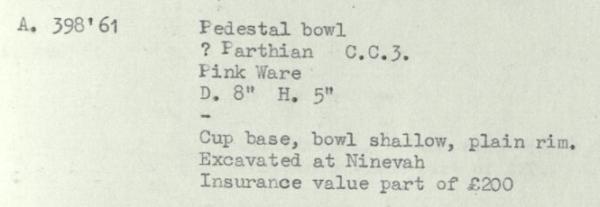 A. 398'61 Pedestal bowl
? Parthian C.C.3.
Pink Ware
D. 8" H. 5"
-
Cup base, bowl shallow, plain rim.
Excavated at Ninevah
Insurance value part of £200